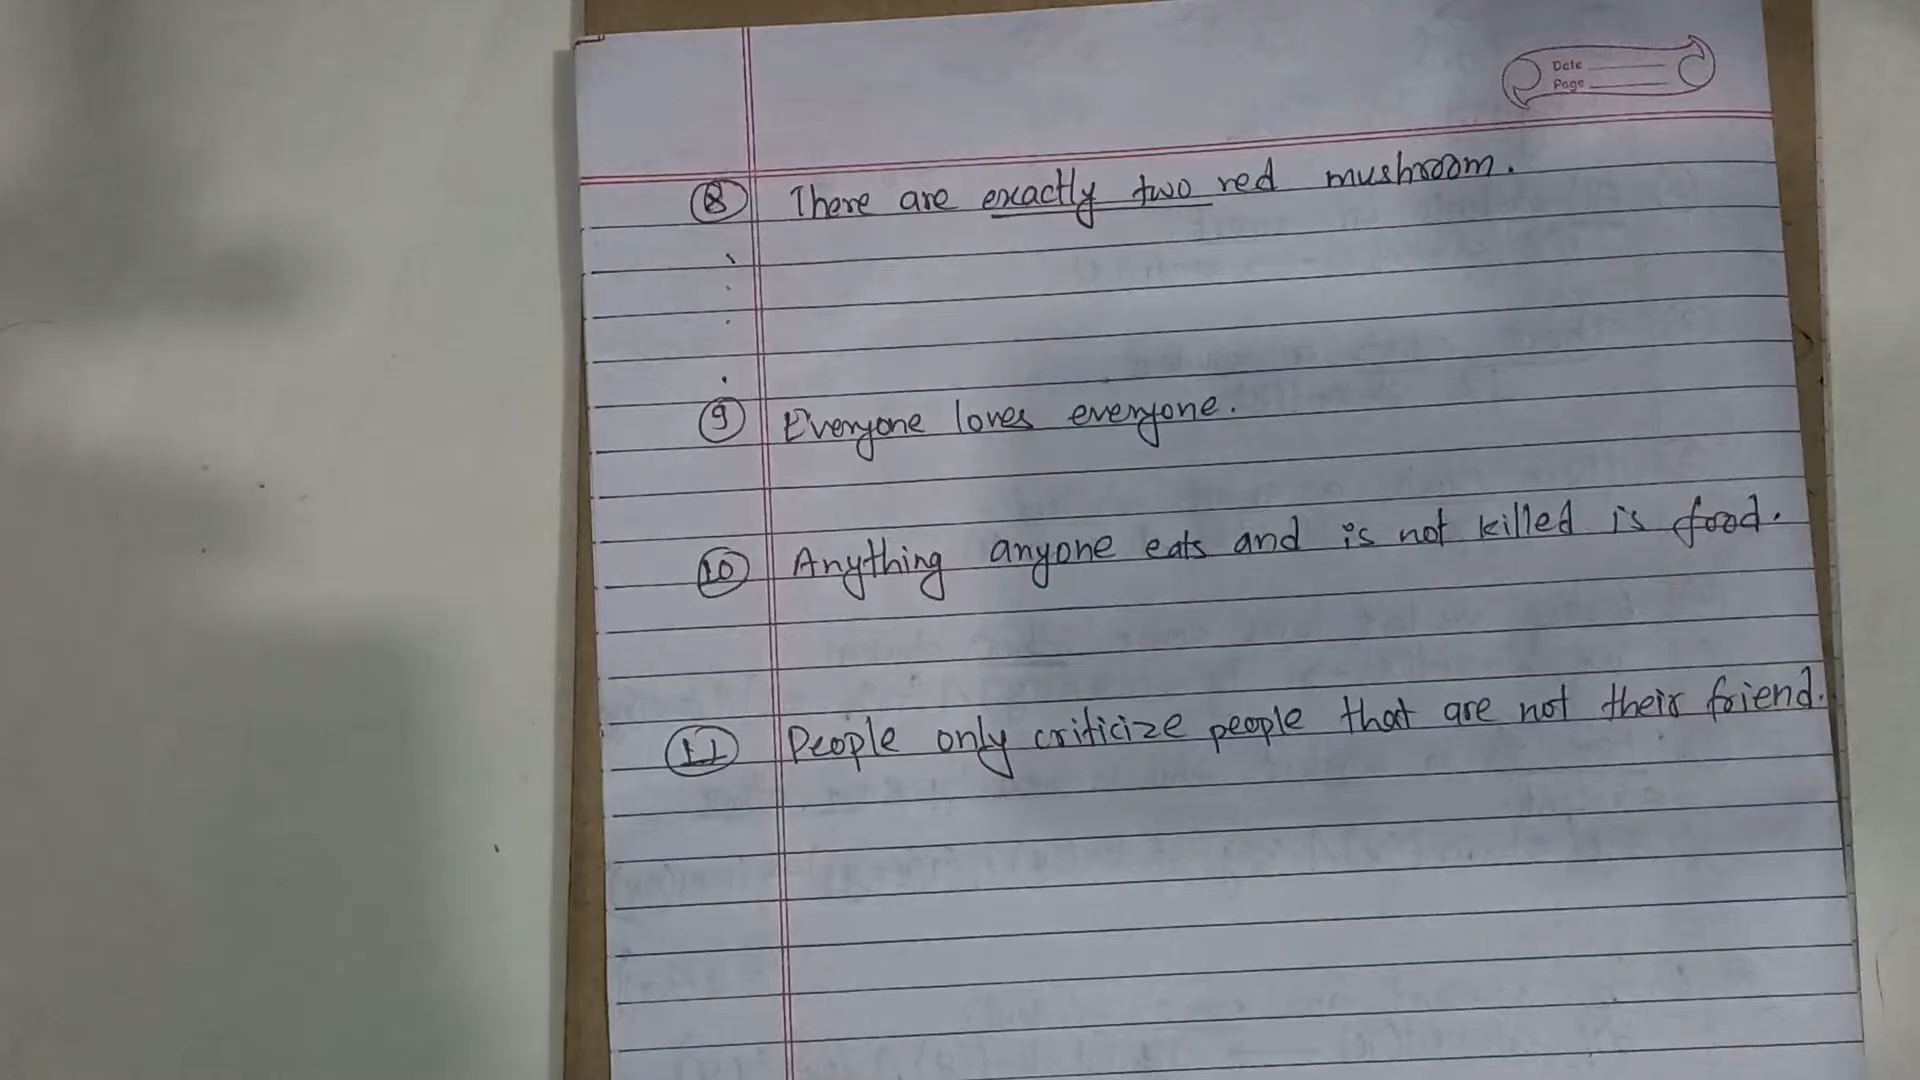 Date
Page
8 There are exactly two red mushroom.
9 Everyone loves everyone.
10 Anything anyone eats and is not killed is food.
11 People only criticize people that are not their friend.